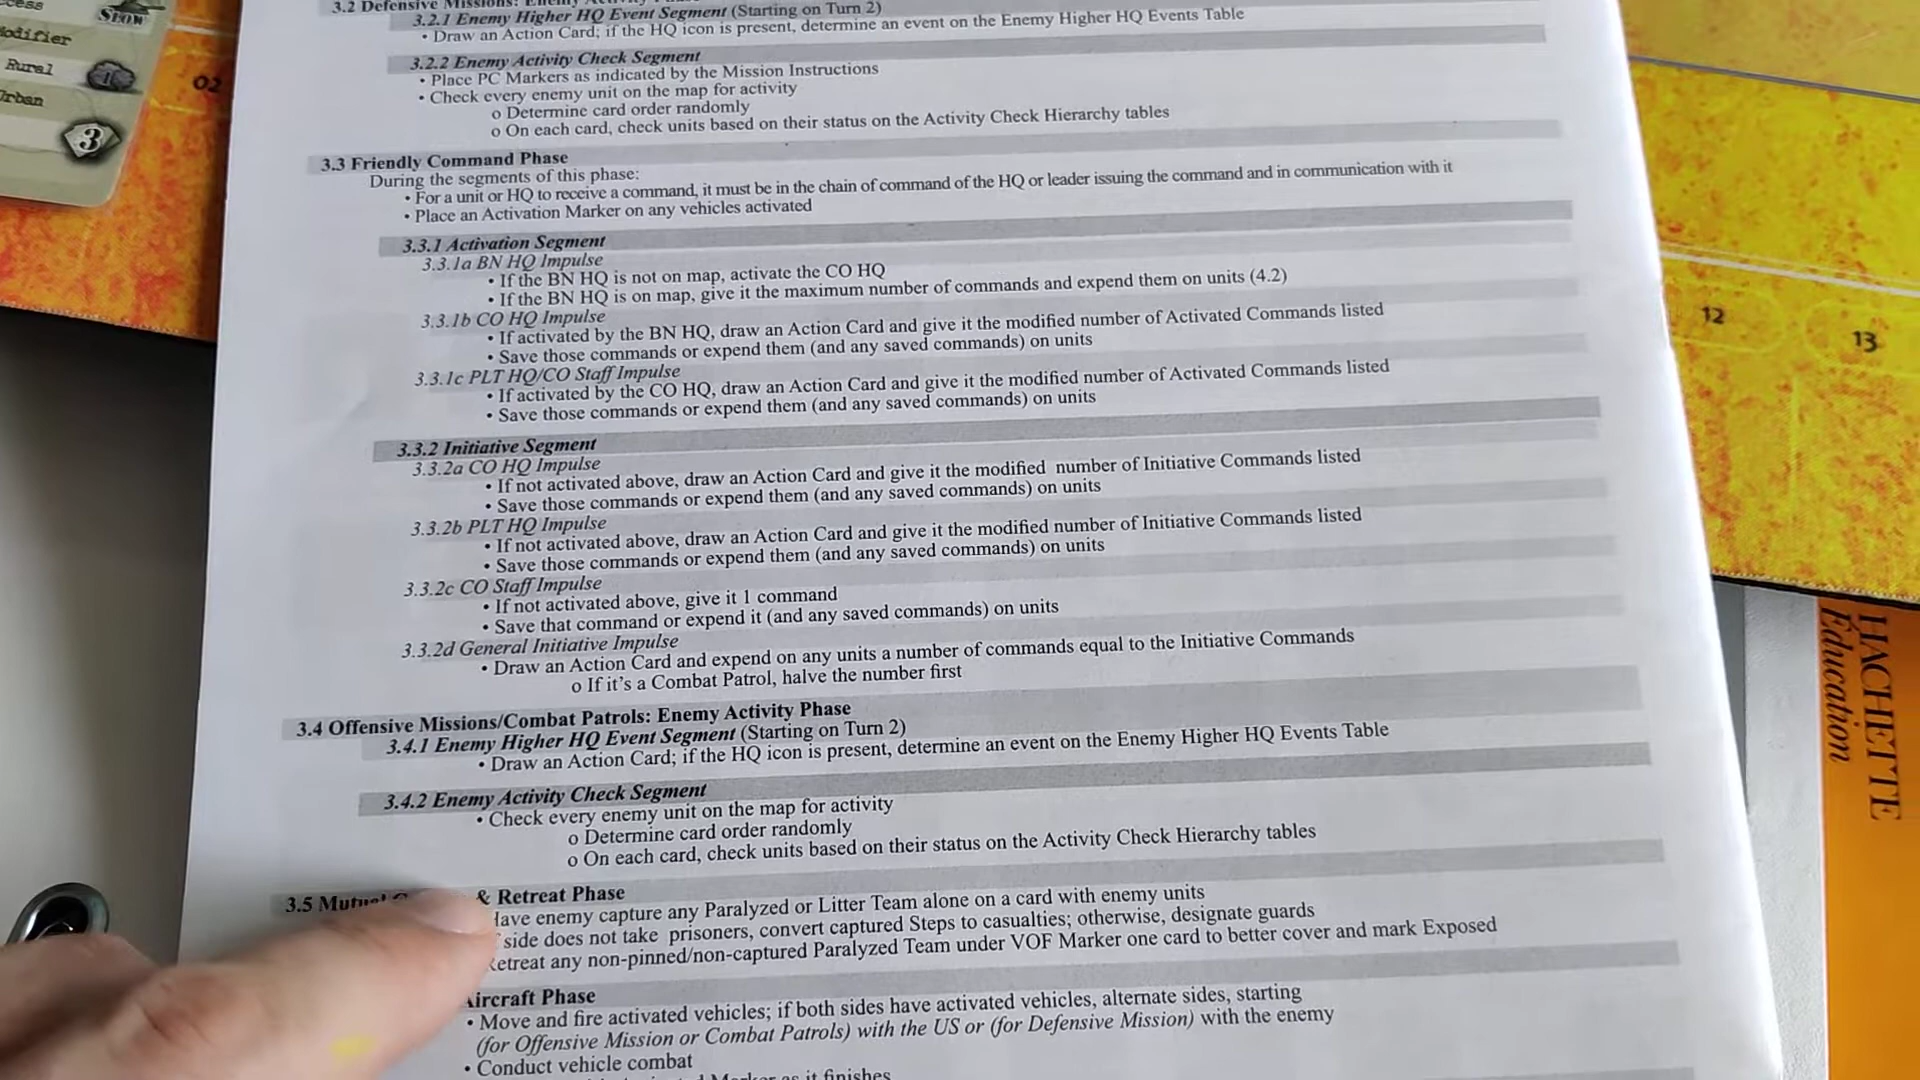 SLOW
odifier
Rural
1
Urban
3
02
3.2 Defensive Missions: Enemy Activity Phase
3.2.1 Enemy Higher HQ Event Segment (Starting on Turn 2)
• Draw an Action Card; if the HQ icon is present, determine an event on the Enemy Higher HQ Events Table
3.2.2 Enemy Activity Check Segment
• Place PC Markers as indicated by the Mission Instructions
• Check every enemy unit on the map for activity
o Determine card order randomly
o On each card, check units based on their status on the Activity Check Hierarchy tables
3.3 Friendly Command Phase
During the segments of this phase:
• For a unit or HQ to receive a command, it must be in the chain of command of the HQ or leader issuing the command and in communication with it
• Place an Activation Marker on any vehicles activated
3.3.1 Activation Segment
3.3.1a BN HQ Impulse
• If the BN HQ is not on map, activate the CO HQ
• If the BN HQ is on map, give it the maximum number of commands and expend them on units (4.2)
3.3.1b CO HQ Impulse
• If activated by the BN HQ, draw an Action Card and give it the modified number of Activated Commands listed
• Save those commands or expend them (and any saved commands) on units
3.3.1c PLT HQ/CO Staff Impulse
• If activated by the CO HQ, draw an Action Card and give it the modified number of Activated Commands listed
• Save those commands or expend them (and any saved commands) on units
3.3.2 Initiative Segment
3.3.2a CO HQ Impulse
• If not activated above, draw an Action Card and give it the modified number of Initiative Commands listed
• Save those commands or expend them (and any saved commands) on units
3.3.2b PLT HQ Impulse
• If not activated above, draw an Action Card and give it the modified number of Initiative Commands listed
• Save those commands or expend them (and any saved commands) on units
3.3.2c CO Staff Impulse
• If not activated above, give it 1 command
• Save that command or expend it (and any saved commands) on units
3.3.2d General Initiative Impulse
• Draw an Action Card and expend on any units a number of commands equal to the Initiative Commands
o If it's a Combat Patrol, halve the number first
3.4 Offensive Missions/Combat Patrols: Enemy Activity Phase
3.4.1 Enemy Higher HQ Event Segment (Starting on Turn 2)
• Draw an Action Card; if the HQ icon is present, determine an event on the Enemy Higher HQ Events Table
3.4.2 Enemy Activity Check Segment
• Check every enemy unit on the map for activity
o Determine card order randomly
o On each card, check units based on their status on the Activity Check Hierarchy tables
3.5 Mutual & Retreat Phase
Have enemy capture any Paralyzed or Litter Team alone on a card with enemy units
side does not take prisoners, convert captured Steps to casualties; otherwise, designate guards
Retreat any non-pinned/non-captured Paralyzed Team under VOF Marker one card to better cover and mark Exposed
Aircraft Phase
• Move and fire activated vehicles; if both sides have activated vehicles, alternate sides, starting
(for Offensive Mission or Combat Patrols) with the US or (for Defensive Mission) with the enemy
• Conduct vehicle combat
Marker as it finishes
12
13
HACHETTE
Éducation